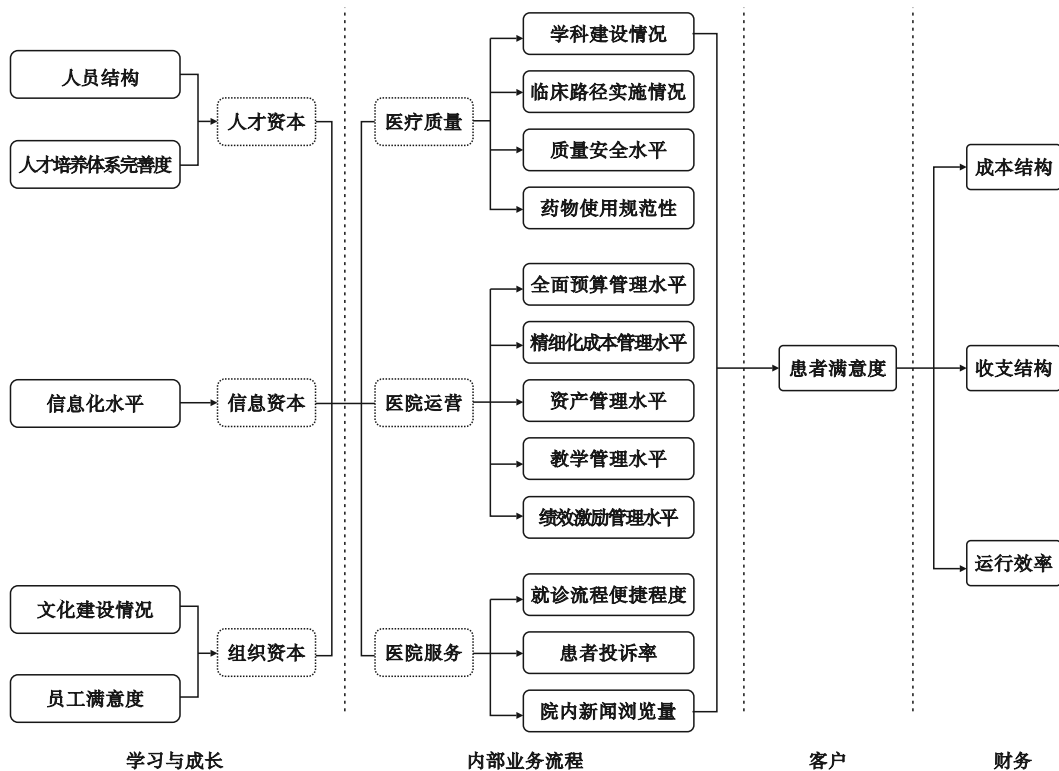 人员结构
人才培养体系完善度
人才资本
信息化水平
信息资本
文化建设情况
员工满意度
组织资本
学习与成长
医疗质量
学科建设情况
临床路径实施情况
质量安全水平
药物使用规范性
医院运营
全面预算管理水平
精细化成本管理水平
资产管理水平
教学管理水平
绩效激励管理水平
医院服务
就诊流程便捷程度
患者投诉率
院内新闻浏览量
内部业务流程
患者满意度
客户
成本结构
收支结构
运行效率
财务